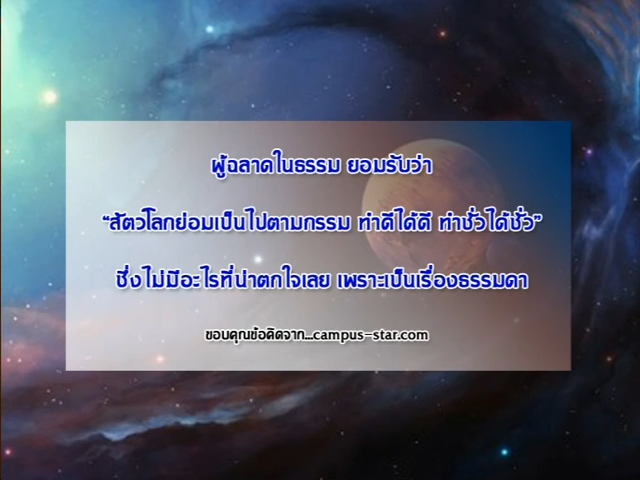 ผู้ฉลาดในธรรม ยอมรับว่า
“สัตว์โลกย่อมเป็นไปตามกรรม ทำดีได้ดี ทำชั่วได้ชั่ว”
ซึ่งไม่มีอะไรที่น่าตกใจเลย เพราะเป็นเรื่องธรรมดา
ขอบคุณข้อคิดจาก...campus-star.com